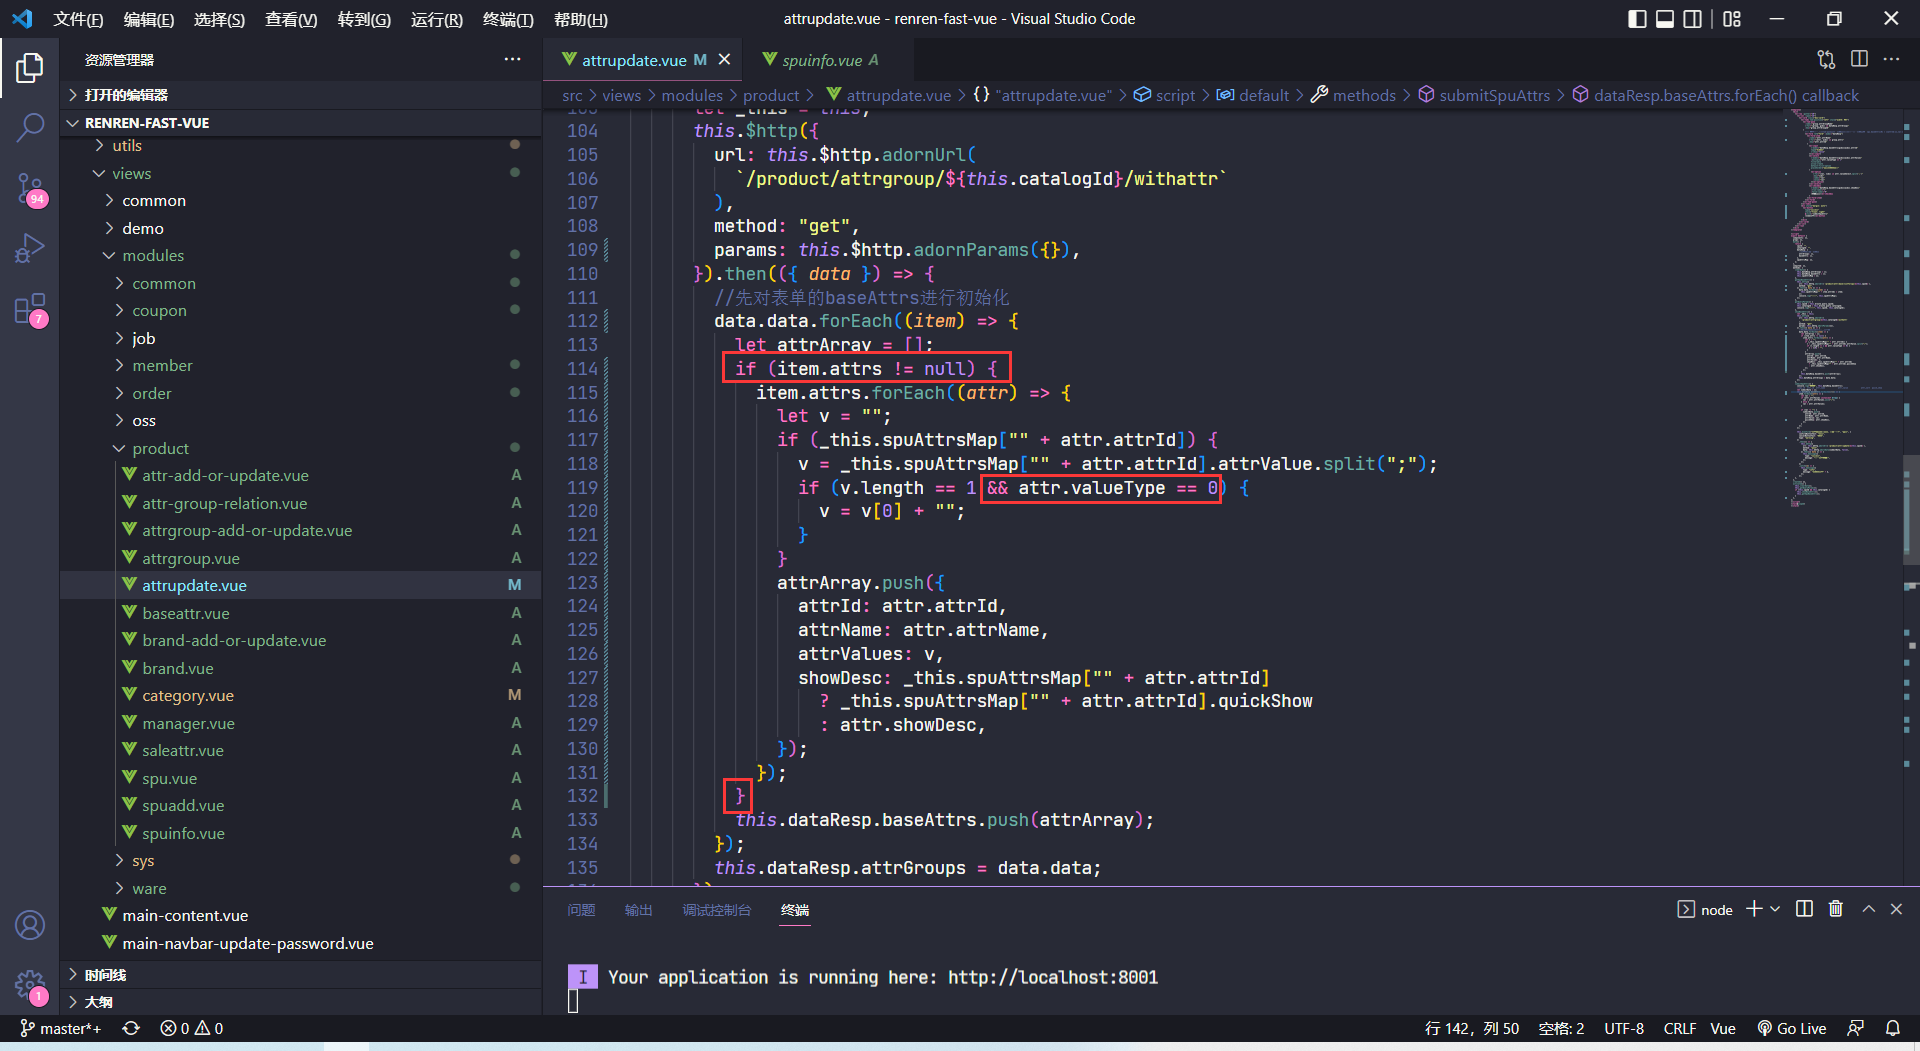 文件(F) 编辑(E) 选择(S) 查看(V) 转到(G) 运行(R) 终端(T) 帮助(H)
attrupdate.vue - renren-fast-vue - Visual Studio Code
资源管理器
打开的编辑器
RENREN-FAST-VUE
utils
views
common
demo
modules
common
coupon
job
member
order
oss
product
attr-add-or-update.vue A
attr-group-relation.vue A
attrgroup-add-or-update.vue A
attrgroup.vue A
attrupdate.vue M
baseattr.vue A
brand-add-or-update.vue A
brand.vue A
category.vue M
manager.vue A
saleattr.vue A
spu.vue A
spuadd.vue A
spuinfo.vue A
sys
ware
main-content.vue
main-navbar-update-password.vue
时间线
大纲
94
7
1
attrupdate.vue M
spuinfo.vue A
src > views > modules > product > attrupdate.vue > {} "attrupdate.vue" > script > default > methods > submitSpuAttrs > dataResp.baseAttrs.forEach() callback
103 let _this = this;
104 this.$http({
105 url: this.$http.adornUrl(
106 `/product/attrgroup/${this.catalogId}/withattr`
107 ),
108 method: "get",
109 params: this.$http.adornParams({}),
110 }).then(({ data }) => {
111 //先对表单的baseAttrs进行初始化
112 data.data.forEach((item) => {
113 let attrArray = [];
114 if (item.attrs != null) {
115 item.attrs.forEach((attr) => {
116 let v = "";
117 if (_this.spuAttrsMap["" + attr.attrId]) {
118 v = _this.spuAttrsMap["" + attr.attrId].attrValue.split(";");
119 if (v.length == 1 && attr.valueType == 0) {
120 v = v[0] + "";
121 }
122 }
123 attrArray.push({
124 attrId: attr.attrId,
125 attrName: attr.attrName,
126 attrValues: v,
127 showDesc: _this.spuAttrsMap["" + attr.attrId]
128 ? _this.spuAttrsMap["" + attr.attrId].quickShow
129 : attr.showDesc,
130 });
131 });
132 }
133 this.dataResp.baseAttrs.push(attrArray);
134 });
135 this.dataResp.attrGroups = data.data;
问题 输出 调试控制台 终端
node
I Your application is running here: http://localhost:8001
master*+ 0 0
行 142，列 50 空格: 2 UTF-8 CRLF Vue Go Live